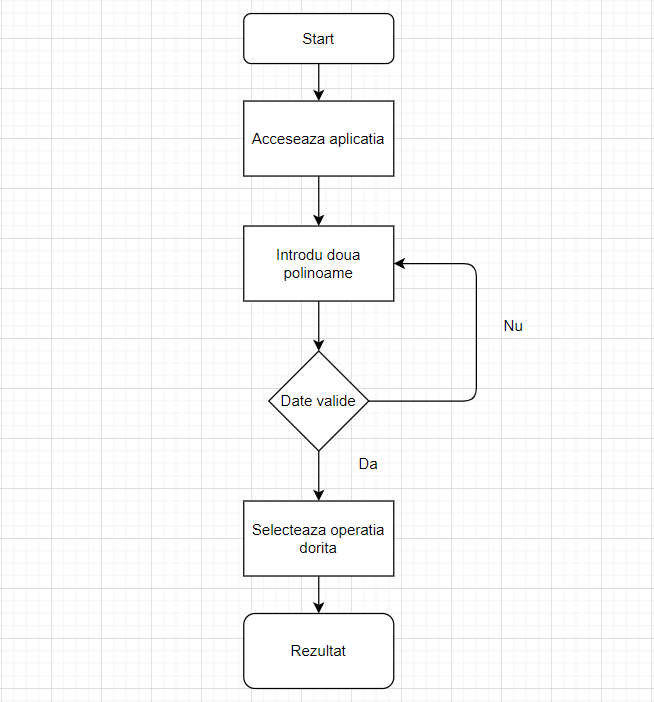 Start
Acceseaza aplicatia
Introdu doua
polinoame
Nu
Date valide
Da
Selecteaza operatia
dorita
Rezultat